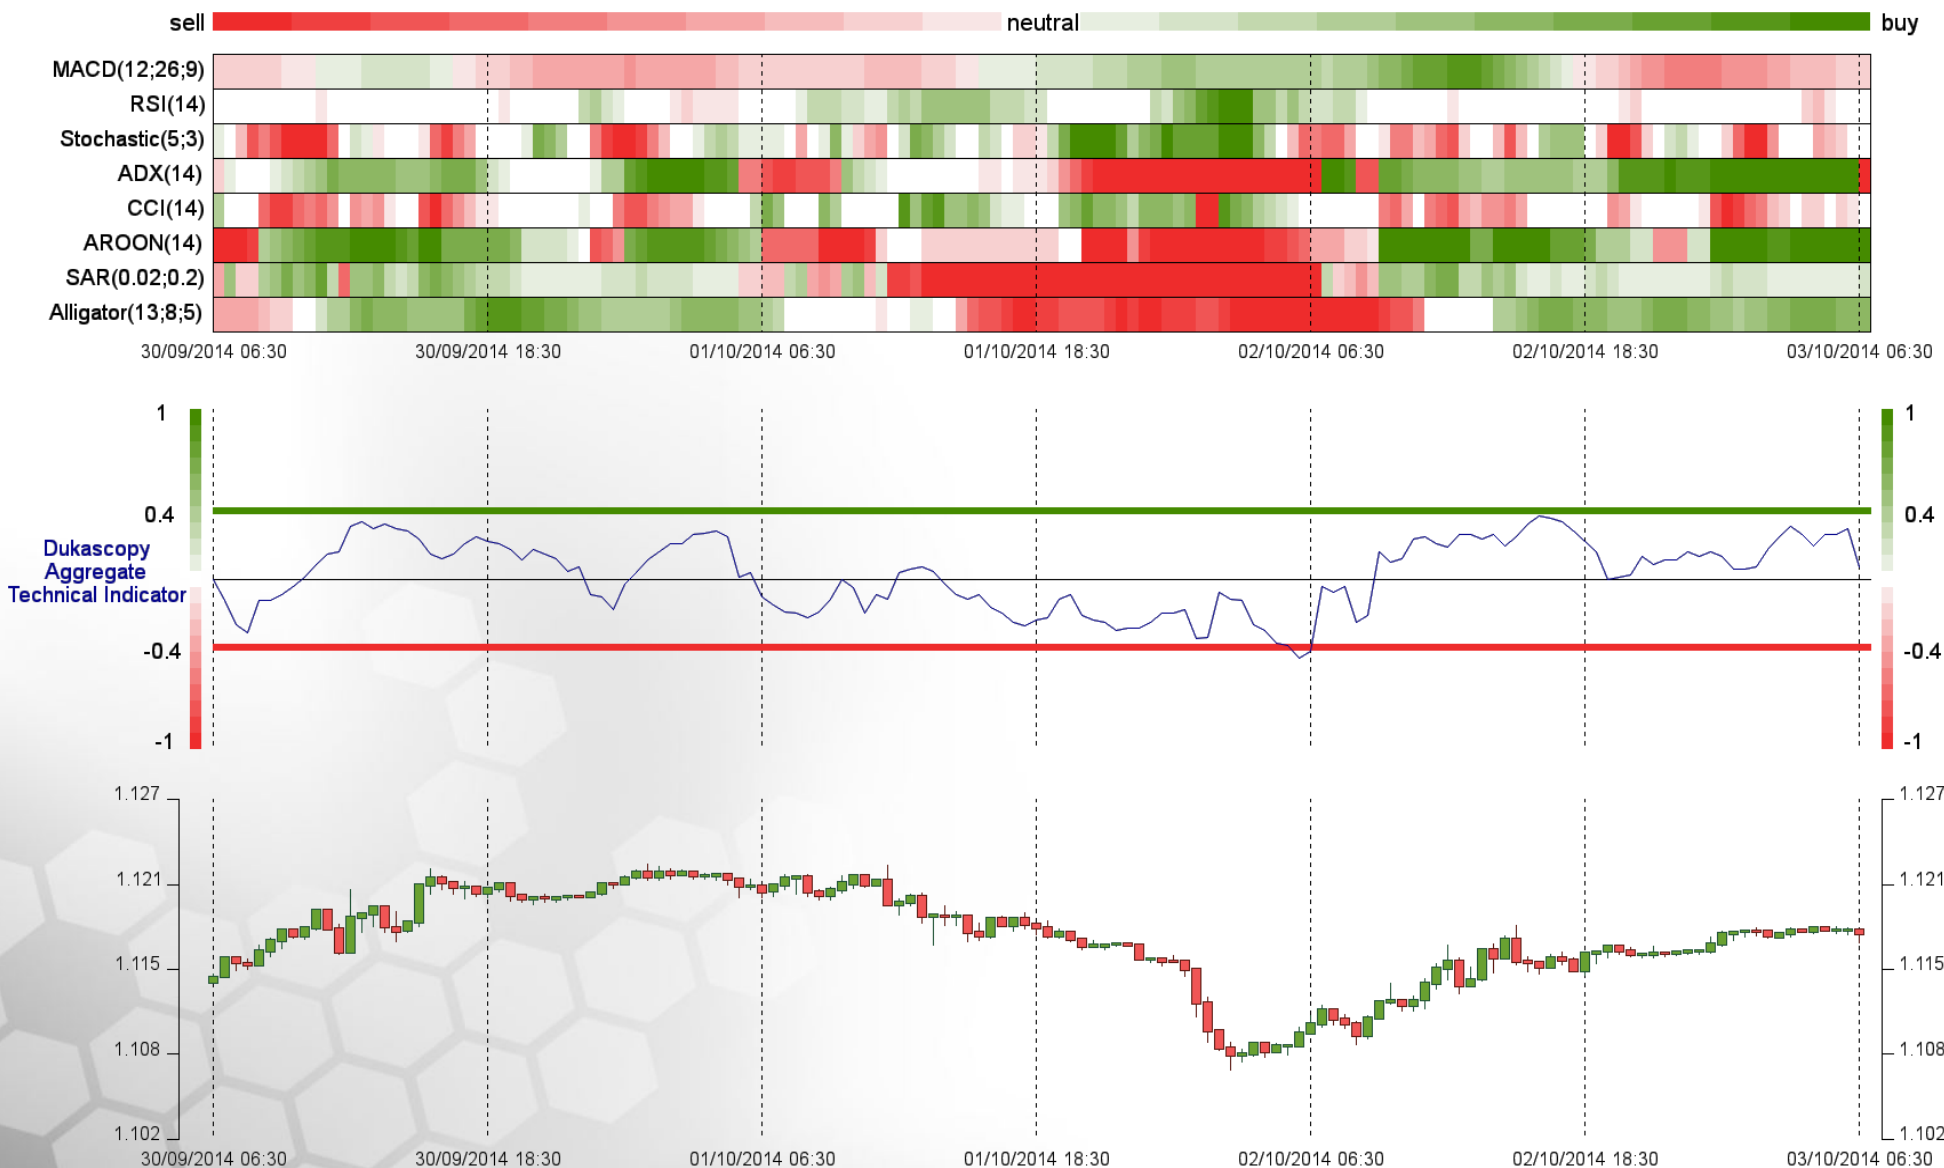 sell neutral buy
MACD(12;26;9)
RSI(14)
Stochastic(5;3)
ADX(14)
CCI(14)
AROON(14)
SAR(0.02;0.2)
Alligator(13;8;5)
30/09/2014 06:30 30/09/2014 18:30 01/10/2014 06:30 01/10/2014 18:30 02/10/2014 06:30 02/10/2014 18:30 03/10/2014 06:30
1 1
0.4 0.4
Dukascopy
Aggregate
Technical Indicator
-0.4 -0.4
-1 -1
1.127 1.127
1.121 1.121
1.115 1.115
1.108 1.108
1.102 1.102
30/09/2014 06:30 30/09/2014 18:30 01/10/2014 06:30 01/10/2014 18:30 02/10/2014 06:30 02/10/2014 18:30 03/10/2014 06:30